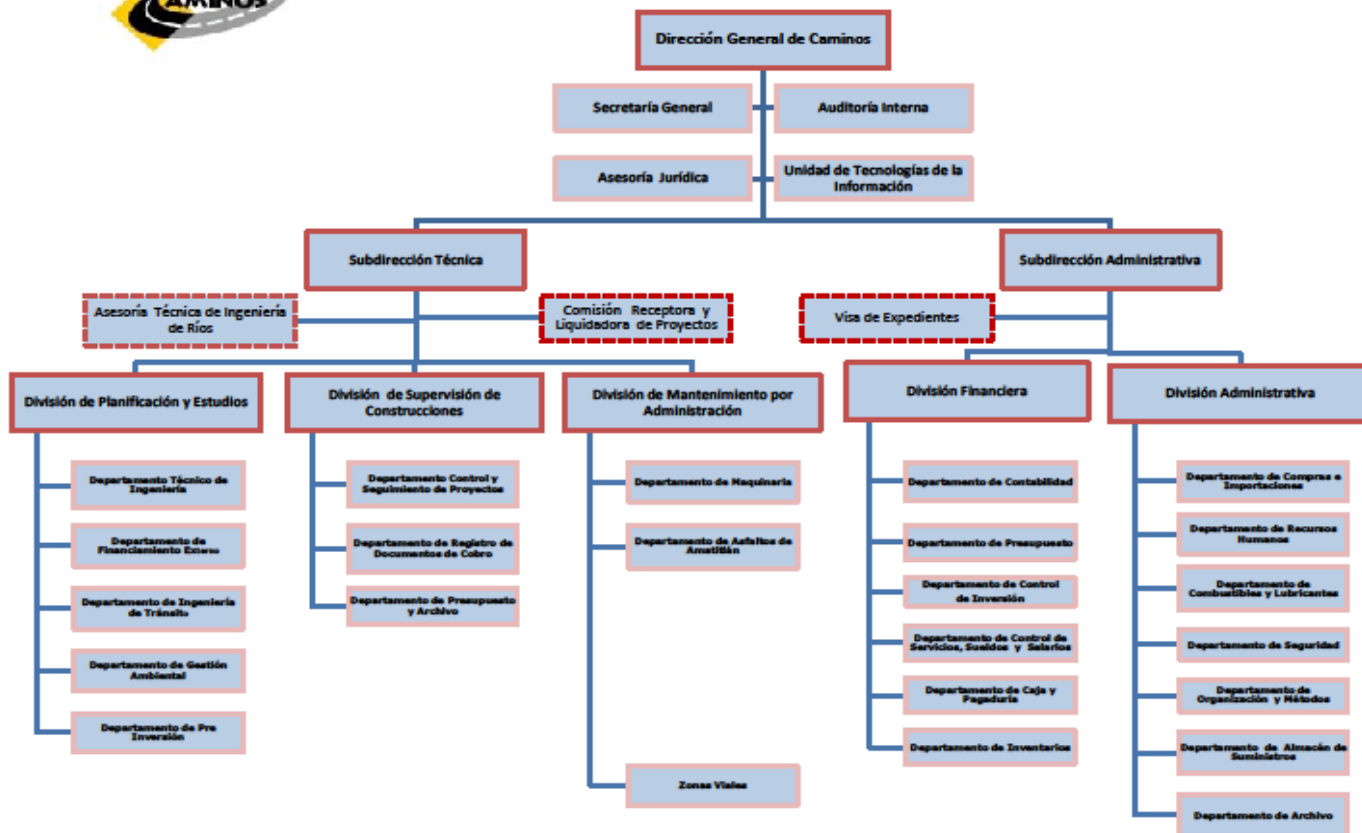 CAMINOS
Dirección General de Caminos
Secretaría General
Auditoría Interna
Asesoría Jurídica
Unidad de Tecnologías de la
Información
Subdirección Técnica
Subdirección Administrativa
Asesoría Técnica de Ingeniería
de Ríos
Comisión Receptora y
Liquidadora de Proyectos
Visa de Expedientes
División de Planificación y Estudios
División de Supervisión de
Construcciones
División de Mantenimiento por
Administración
División Financiera
División Administrativa
Departamento Técnico de
Ingeniería
Departamento de
Financiamiento Externo
Departamento de Ingeniería
de Tránsito
Departamento de Gestión
Ambiental
Departamento de Pre
Inversión
Departamento Control y
Seguimiento de Proyectos
Departamento de Registro de
Documentos de Cobro
Departamento de Presupuesto
y Archivo
Departamento de Maquinaria
Departamento de Asfaltos de
Amatitlán
Zonas Viales
Departamento de Contabilidad
Departamento de Presupuesto
Departamento de Control
de Inversión
Departamento de Control de
Servicios, Sueldos y Salarios
Departamento de Caja y
Pagaduría
Departamento de Inventarios
Departamento de Compras e
Importaciones
Departamento de Recursos
Humanos
Departamento de
Combustibles y Lubricantes
Departamento de Seguridad
Departamento de
Organización y Métodos
Departamento de Almacén de
Suministros
Departamento de Archivo